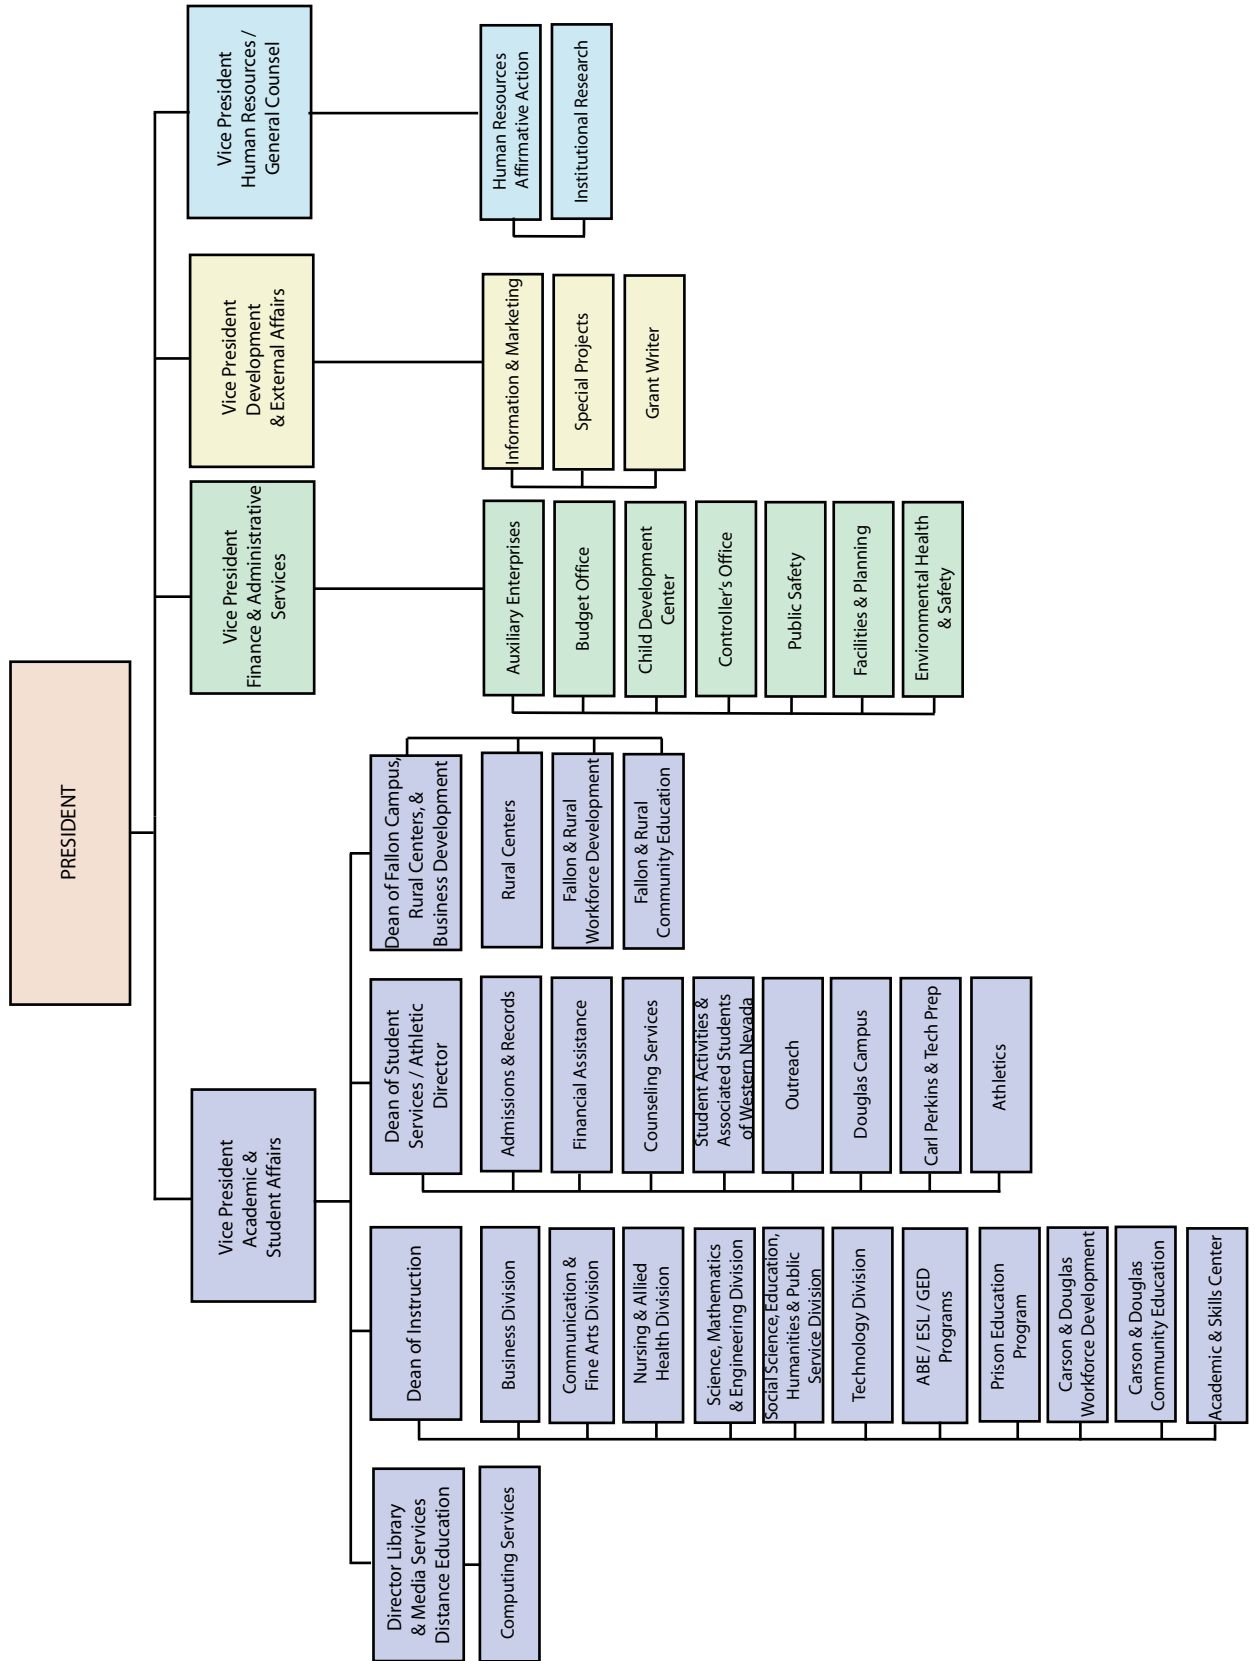 PRESIDENT
Vice President
Academic &
Student Affairs
Vice President
Finance & Administrative
Services
Vice President
Development
& External Affairs
Vice President
Human Resources /
General Counsel
Director Library
& Media Services
Distance Education
Computing Services
Dean of Instruction
Business Division
Communication &
Fine Arts Division
Nursing & Allied
Health Division
Science, Mathematics
& Engineering Division
Social Science, Education,
Humanities & Public
Service Division
Technology Division
ABE / ESL / GED
Programs
Prison Education
Program
Carson & Douglas
Workforce Development
Carson & Douglas
Community Education
Academic & Skills Center
Dean of Student
Services / Athletic
Director
Admissions & Records
Financial Assistance
Counseling Services
Student Activities &
Associated Students
of Western Nevada
Outreach
Douglas Campus
Carl Perkins & Tech Prep
Athletics
Dean of Fallon Campus,
Rural Centers, &
Business Development
Rural Centers
Fallon & Rural
Workforce Development
Fallon & Rural
Community Education
Auxiliary Enterprises
Budget Office
Child Development
Center
Controller's Office
Public Safety
Facilities & Planning
Environmental Health
& Safety
Information & Marketing
Special Projects
Grant Writer
Human Resources
Affirmative Action
Institutional Research